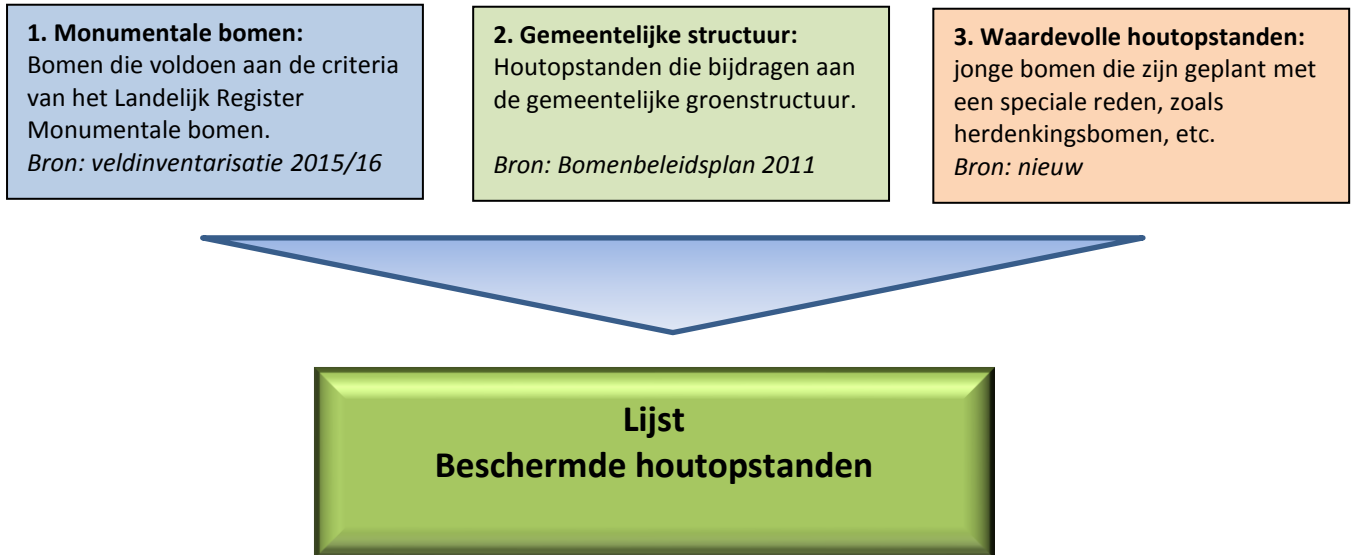 1. Monumentale bomen:
Bomen die voldoen aan de criteria
van het Landelijk Register
Monumentale bomen.
Bron: veldinventarisatie 2015/16
2. Gemeentelijke structuur:
Houtopstanden die bijdragen aan
de gemeentelijke groenstructuur.
Bron: Bomenbeleidsplan 2011
3. Waardevolle houtopstanden:
jonge bomen die zijn geplant met
een speciale reden, zoals
herdenkingsbomen, etc.
Bron: nieuw
Lijst
Beschermde houtopstanden